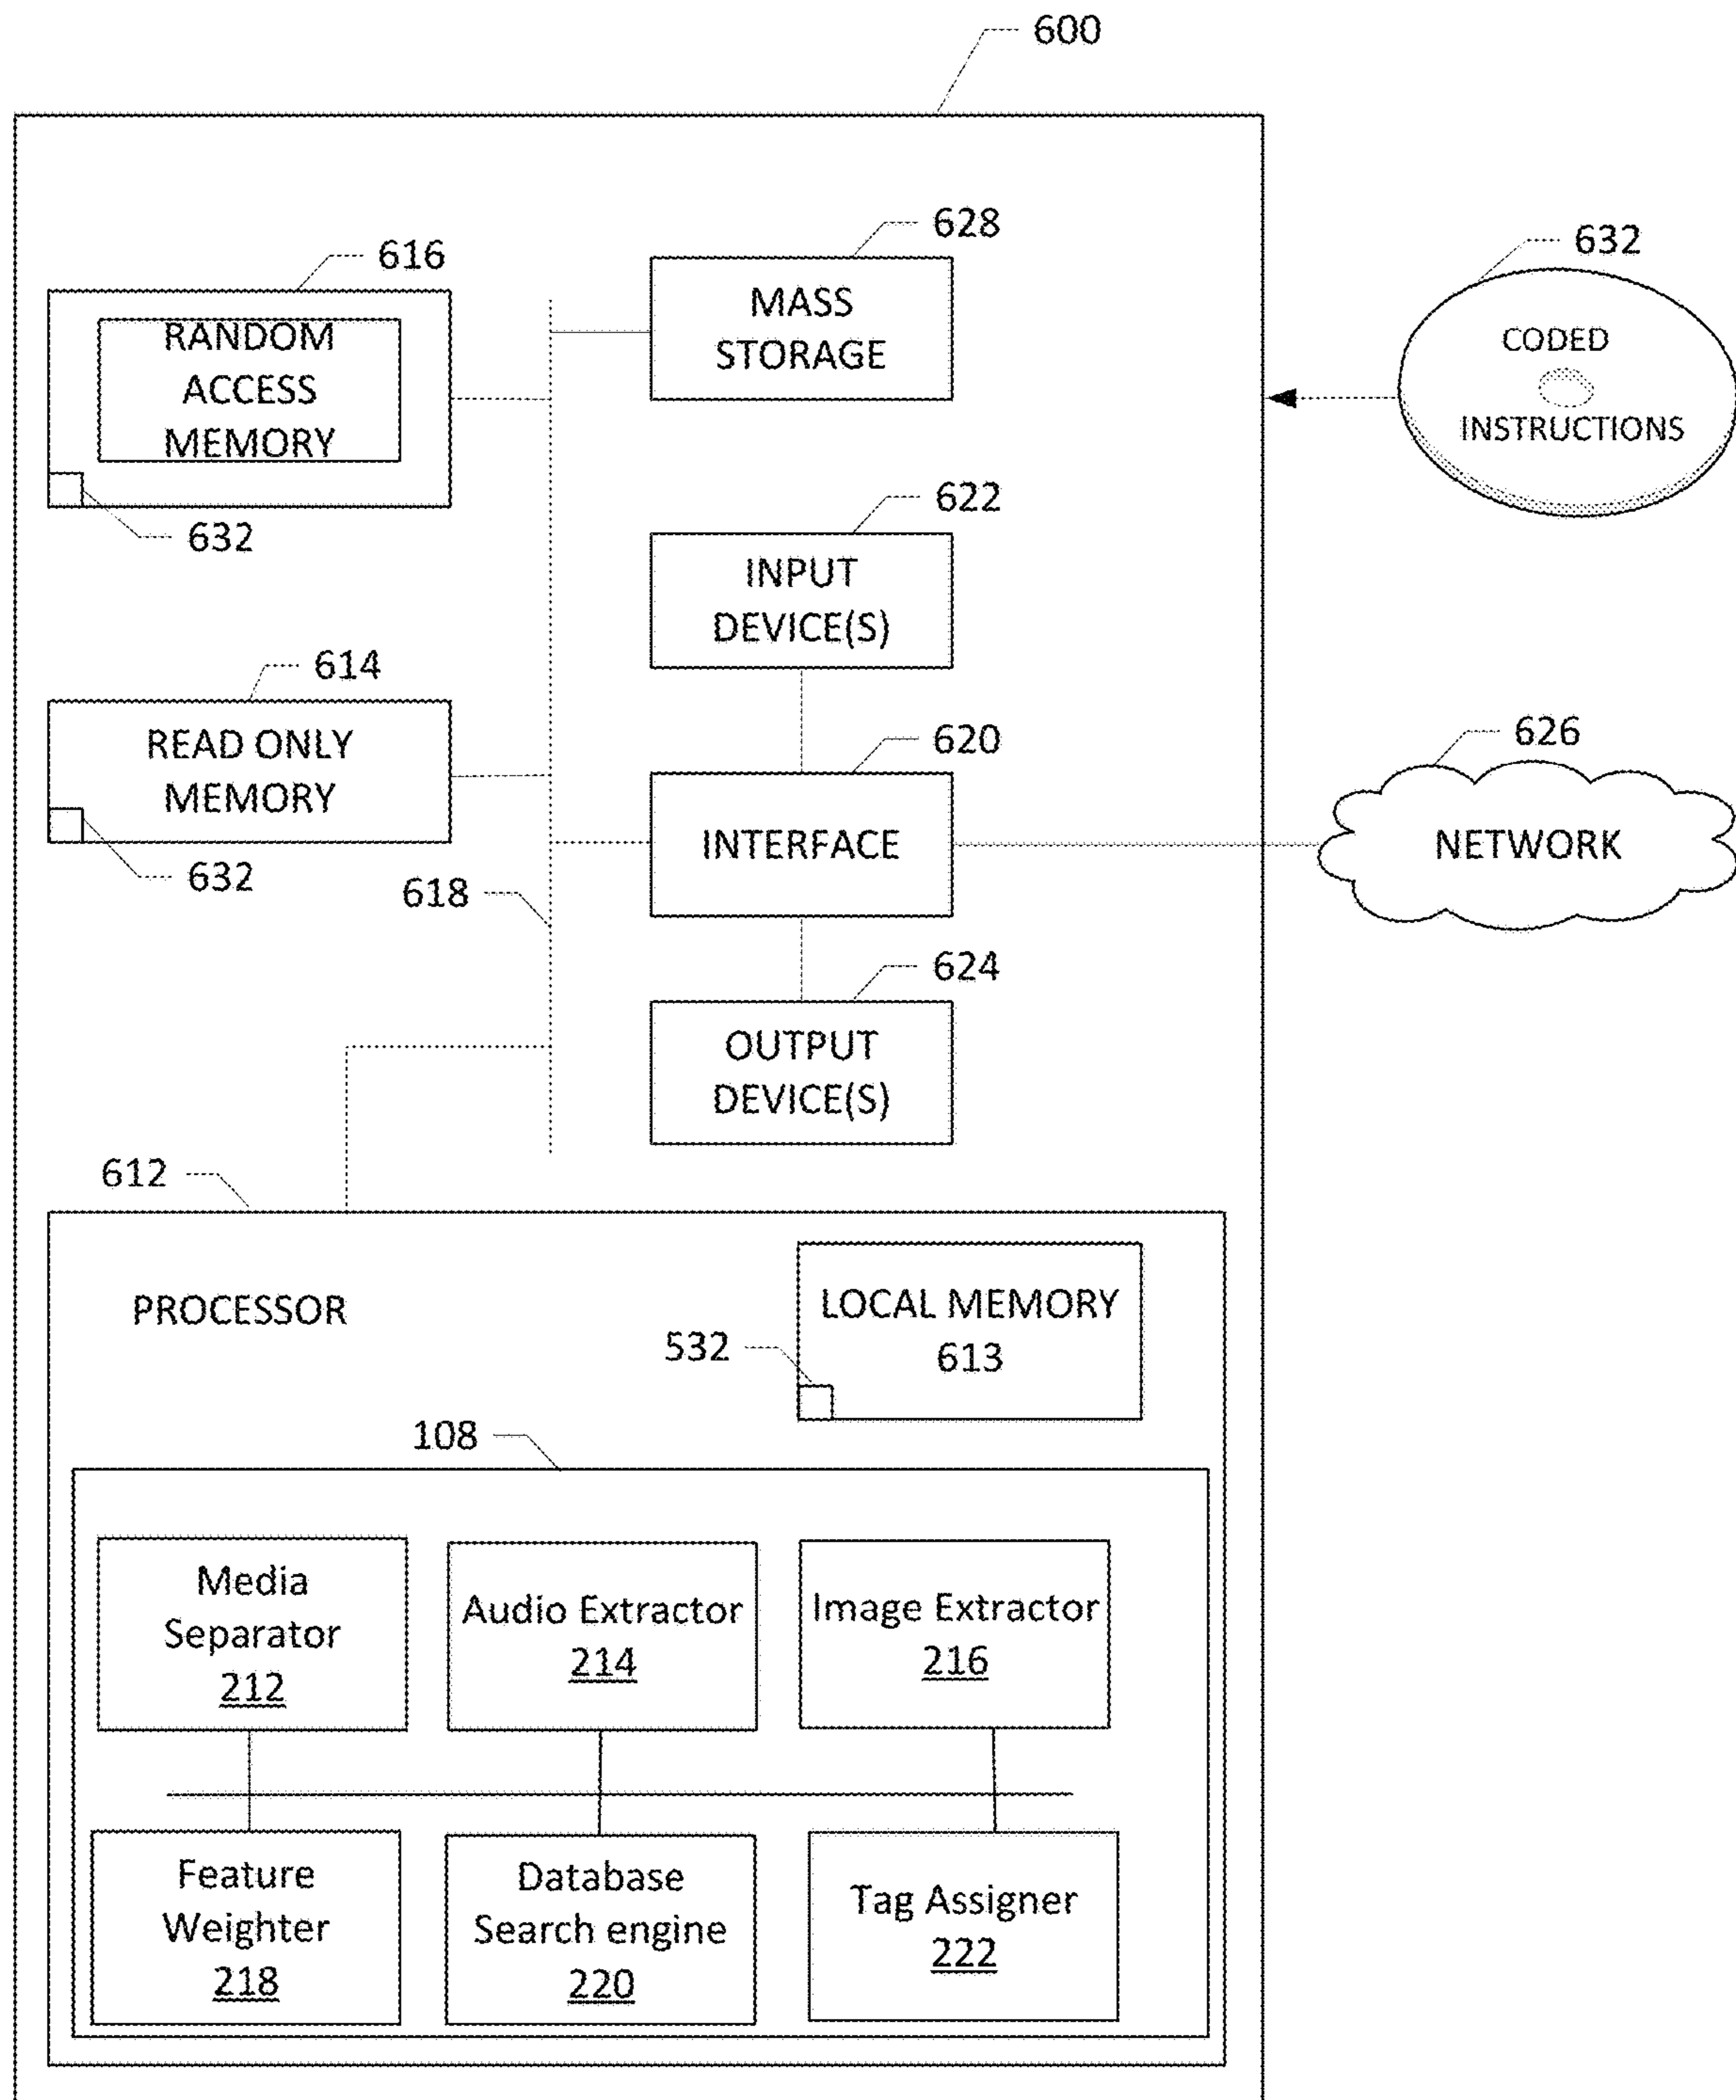 600
628
MASS
STORAGE
616
RANDOM
ACCESS
MEMORY
632
632
CODED
INSTRUCTIONS
622
INPUT
DEVICE(S)
614
READ ONLY
MEMORY
632
620
INTERFACE
626
NETWORK
618
624
OUTPUT
DEVICE(S)
612
PROCESSOR
LOCAL MEMORY
613
532
108
Media
Separator
212
Audio Extractor
214
Image Extractor
216
Feature
Weighter
218
Database
Search engine
220
Tag Assigner
222